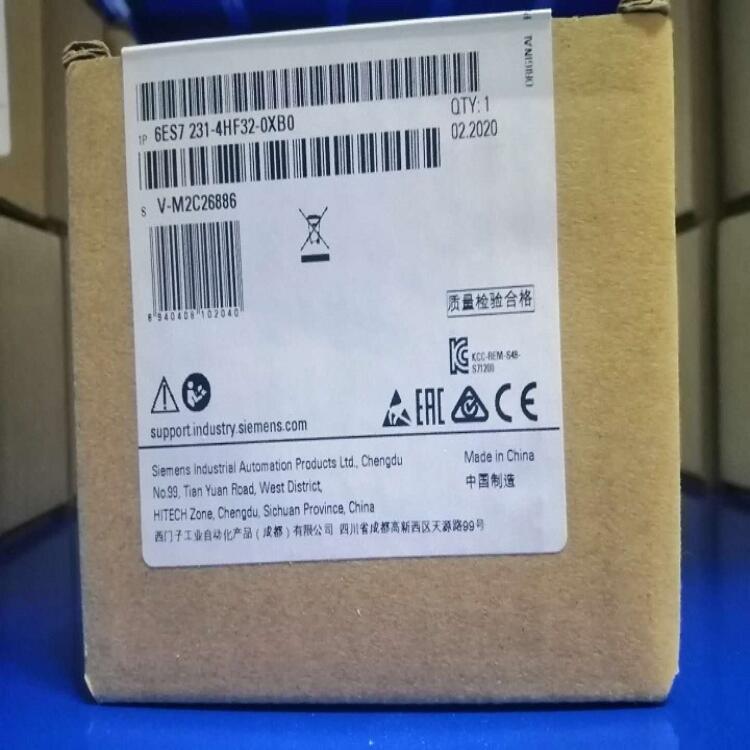 1P 6ES7 231-4HF32-0XB0
QTY: 1
02.2020
S V-M2C26886
6 940408 102040
质量检验合格
KCC-REM-S49-
S71200
EAC CE
support.industry.siemens.com
Siemens Industrial Automation Products Ltd., Chengdu
No.99, Tian Yuan Road, West District,
HITECH Zone, Chengdu, Sichuan Province, China
西门子工业自动化产品（成都）有限公司 四川省成都高新西区天源路99号
Made in China
中国制造